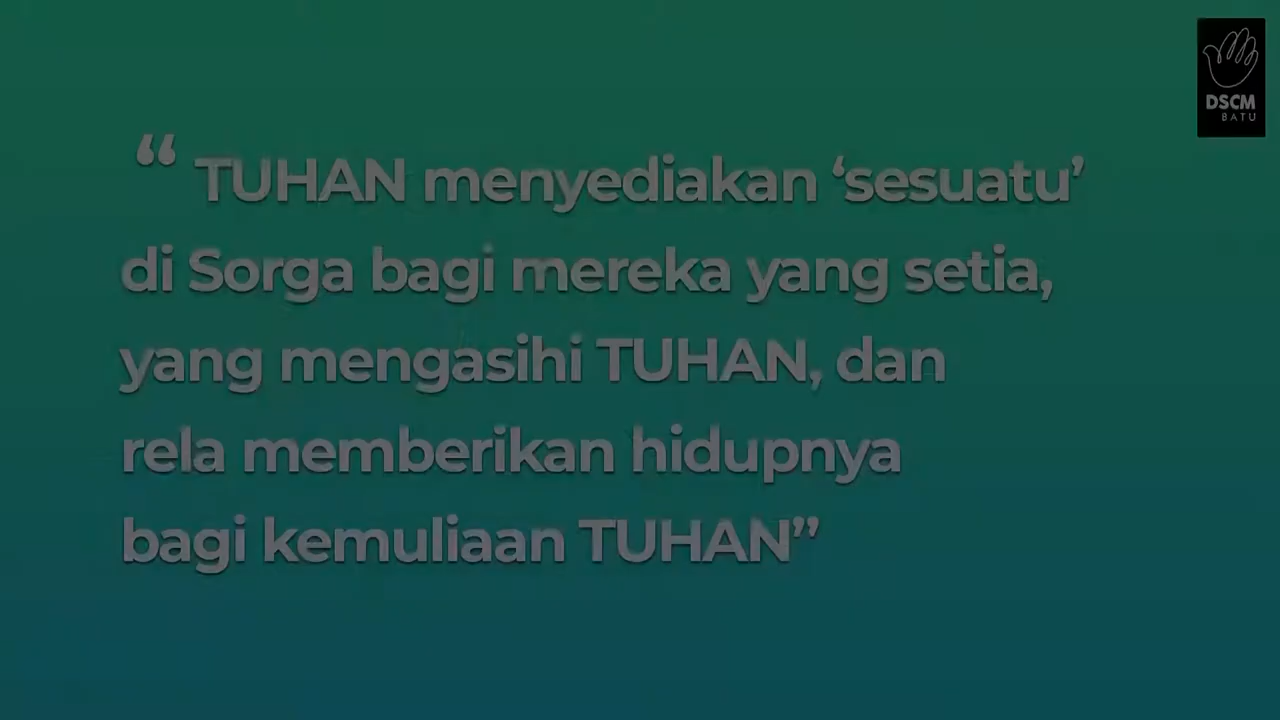 “ TUHAN menyediakan ‘sesuatu’
di Sorga bagi mereka yang setia,
yang mengasihi TUHAN, dan
rela memberikan hidupnya
bagi kemuliaan TUHAN”
DSCM
BATU